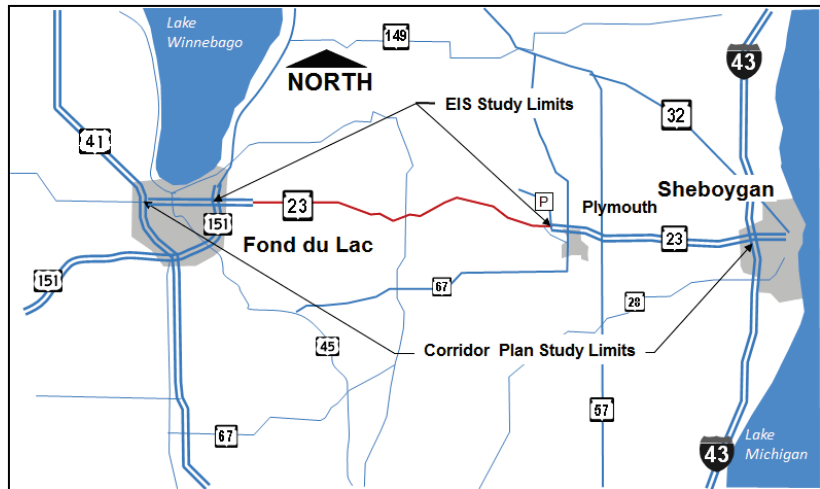 Lake
Winnebago
149
43
NORTH
EIS Study Limits
32
41
Sheboygan
P
23
Plymouth
151
Fond du Lac
23
151
67
28
45
Corridor Plan Study Limits
57
67
Lake
Michigan
43